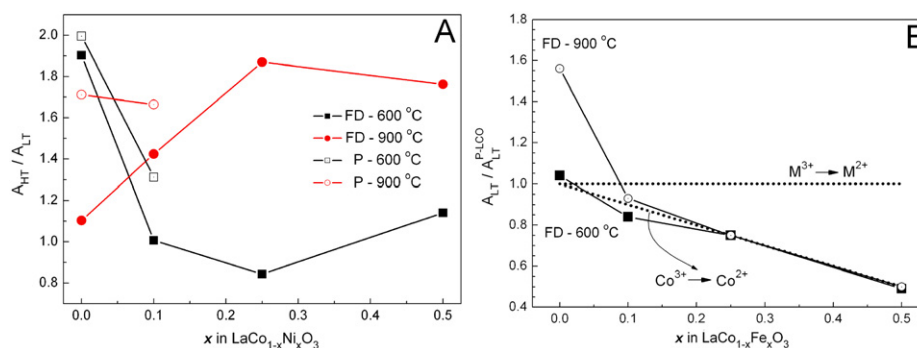 A
A_HT / A_LT
2.0
1.8
1.6
1.4
1.2
1.0
0.8
FD - 600 °C
FD - 900 °C
P - 600 °C
P - 900 °C
0.0 0.1 0.2 0.3 0.4 0.5
x in LaCo1-xNixO3
A_LT / A_LT^P-LCO
1.6
1.4
1.2
1.0
0.8
0.6
0.4
FD - 900 °C
M3+ → M2+
FD - 600 °C
Co3+ → Co2+
0.0 0.1 0.2 0.3 0.4 0.5
x in LaCo1-xFexO3